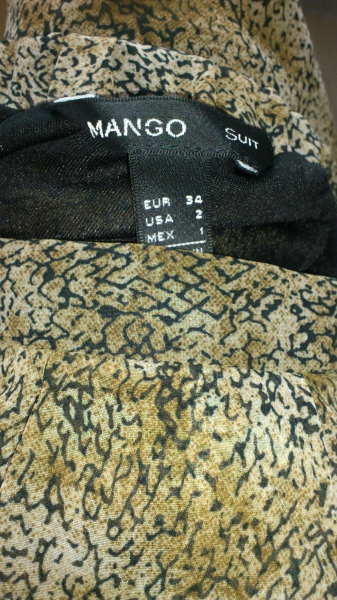 MANGO SUIT
EUR 34
USA 2
MEX 1